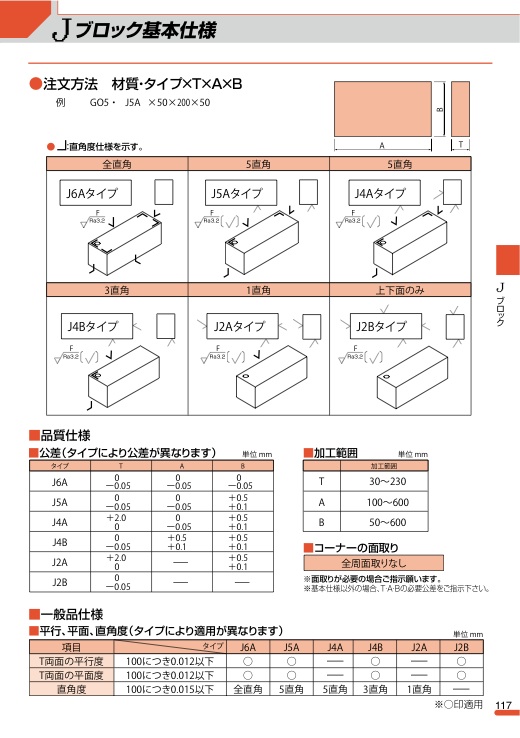 Jブロック基本仕様
●注文方法　材質・タイプ×T×A×B
例　GO5・　J5A　×50×200×50
B
A
T
●┘:直角度仕様を示す。
全直角　5直角　5直角
J6Aタイプ　J5Aタイプ　J4Aタイプ
F　F　F
Ra3.2　Ra3.2 (√)　Ra3.2 (√)
3直角　1直角　上下面のみ
J4Bタイプ　J2Aタイプ　J2Bタイプ
F　F　F
Ra3.2 (√)　Ra3.2 (√)　Ra3.2 (√)
J ブロック
■品質仕様
■公差(タイプにより公差が異なります)　単位 mm
タイプ　T　A　B
J6A　0 −0.05　0 −0.05　0 −0.05
J5A　0 −0.05　0 −0.05　+0.5 +0.1
J4A　+2.0 0　0 −0.05　+0.5 +0.1
J4B　0 −0.05　+0.5 +0.1　+0.5 +0.1
J2A　+2.0 0　—　+0.5 +0.1
J2B　0 −0.05　—　—
■加工範囲　単位 mm
加工範囲
T　30〜230
A　100〜600
B　50〜600
■コーナーの面取り
全周面取りなし
※面取りが必要の場合ご指示願います。
※基本仕様以外の場合、T・A・Bの必要公差をご指示下さい。
■一般品仕様
■平行、平面、直角度(タイプにより適用が異なります)　単位 mm
項目　タイプ　J6A　J5A　J4A　J4B　J2A　J2B
T両面の平行度　100につき0.012以下　○　○　—　○　—　○
T両面の平面度　100につき0.012以下　○　○　—　○　—　○
直角度　100につき0.015以下　全直角　5直角　5直角　3直角　1直角　—
※○印適用　117